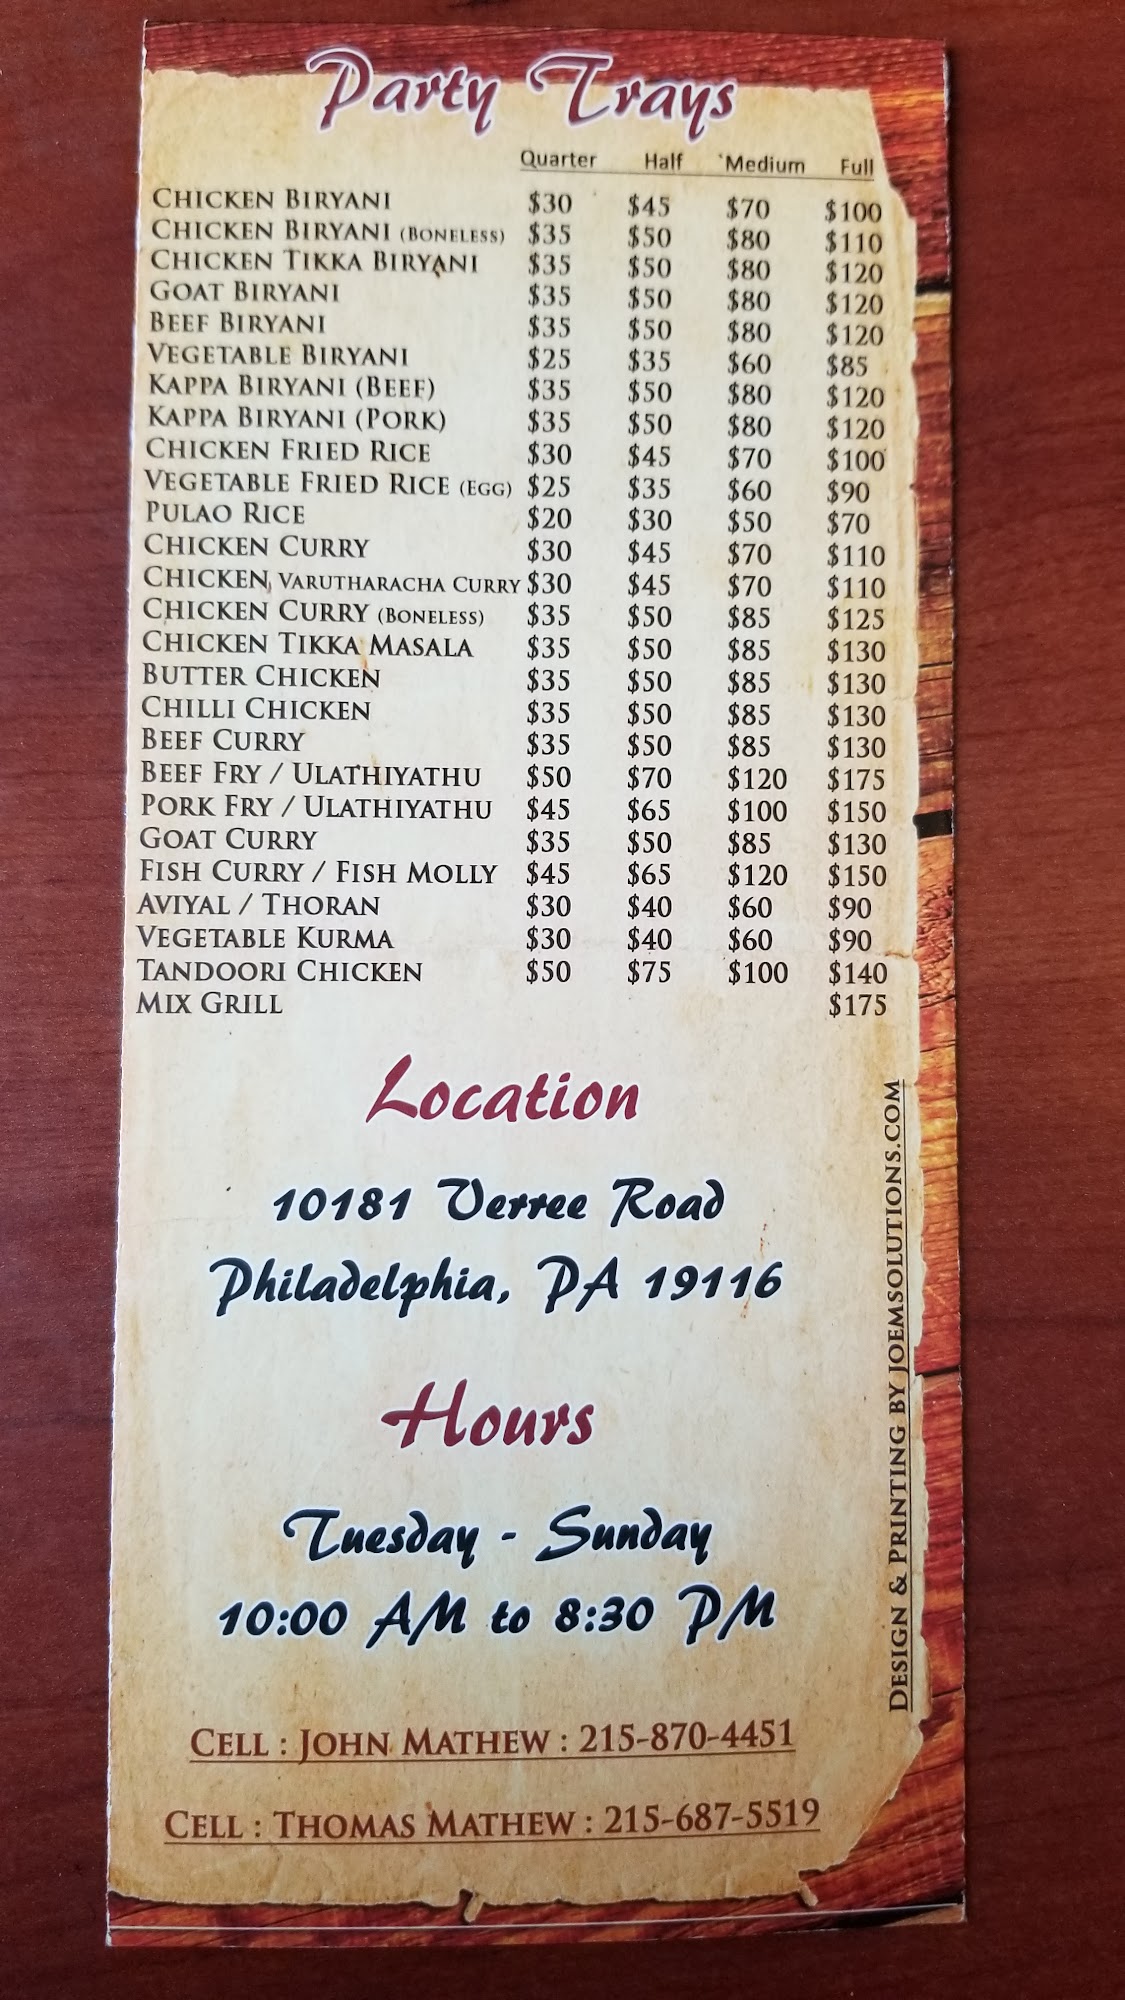 Party Trays
Quarter Half Medium Full
CHICKEN BIRYANI $30 $45 $70 $100
CHICKEN BIRYANI (BONELESS) $35 $50 $80 $110
CHICKEN TIKKA BIRYANI $35 $50 $80 $120
GOAT BIRYANI $35 $50 $80 $120
BEEF BIRYANI $35 $50 $80 $120
VEGETABLE BIRYANI $25 $35 $60 $85
KAPPA BIRYANI (BEEF) $35 $50 $80 $120
KAPPA BIRYANI (PORK) $35 $50 $80 $120
CHICKEN FRIED RICE $30 $45 $70 $100
VEGETABLE FRIED RICE (EGG) $25 $35 $60 $90
PULAO RICE $20 $30 $50 $70
CHICKEN CURRY $30 $45 $70 $110
CHICKEN VARUTHARACHA CURRY $30 $45 $70 $110
CHICKEN CURRY (BONELESS) $35 $50 $85 $125
CHICKEN TIKKA MASALA $35 $50 $85 $130
BUTTER CHICKEN $35 $50 $85 $130
CHILLI CHICKEN $35 $50 $85 $130
BEEF CURRY $35 $50 $85 $130
BEEF FRY / ULATHIYATHU $50 $70 $120 $175
PORK FRY / ULATHIYATHU $45 $65 $100 $150
GOAT CURRY $35 $50 $85 $130
FISH CURRY / FISH MOLLY $45 $65 $120 $150
AVIYAL / THORAN $30 $40 $60 $90
VEGETABLE KURMA $30 $40 $60 $90
TANDOORI CHICKEN $50 $75 $100 $140
MIX GRILL $175
Location
10181 Verree Road
Philadelphia, PA 19116
Hours
Tuesday - Sunday
10:00 AM to 8:30 PM
CELL : JOHN MATHEW : 215-870-4451
CELL : THOMAS MATHEW : 215-687-5519
DESIGN & PRINTING BY JOEMSOLUTIONS.COM